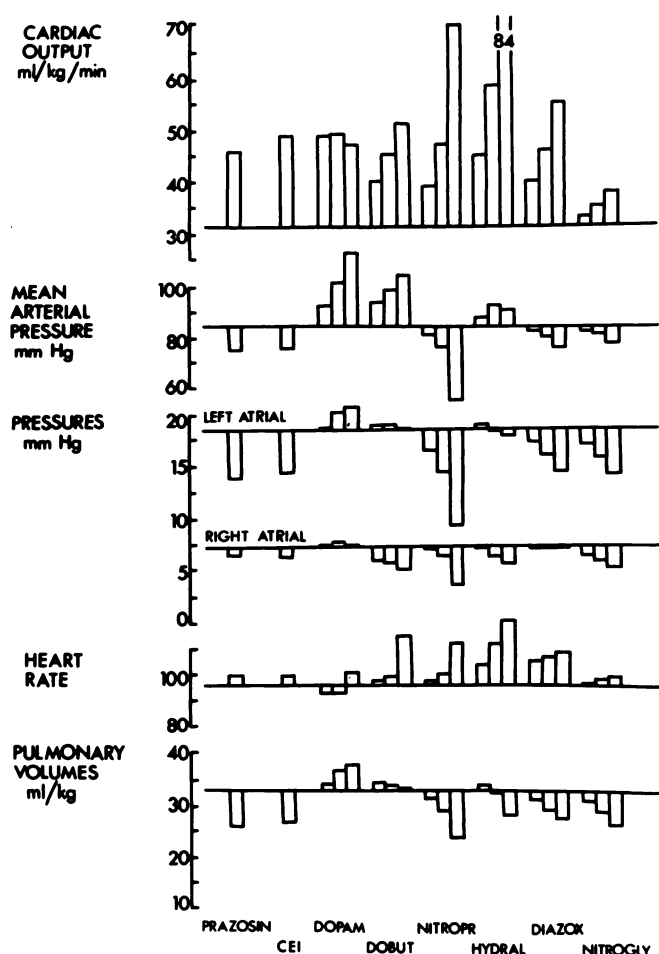 CARDIAC
OUTPUT
ml/kg/min
70
60
50
40
30
84
MEAN
ARTERIAL
PRESSURE
mm Hg
100
80
60
PRESSURES
mm Hg
20
15
10
5
0
LEFT ATRIAL
RIGHT ATRIAL
HEART
RATE
100
80
PULMONARY
VOLUMES
ml/kg
40
30
20
10
PRAZOSIN
CEI
DOPAM
DOBUT
NITROPR
HYDRAL
DIAZOX
NITROGLY